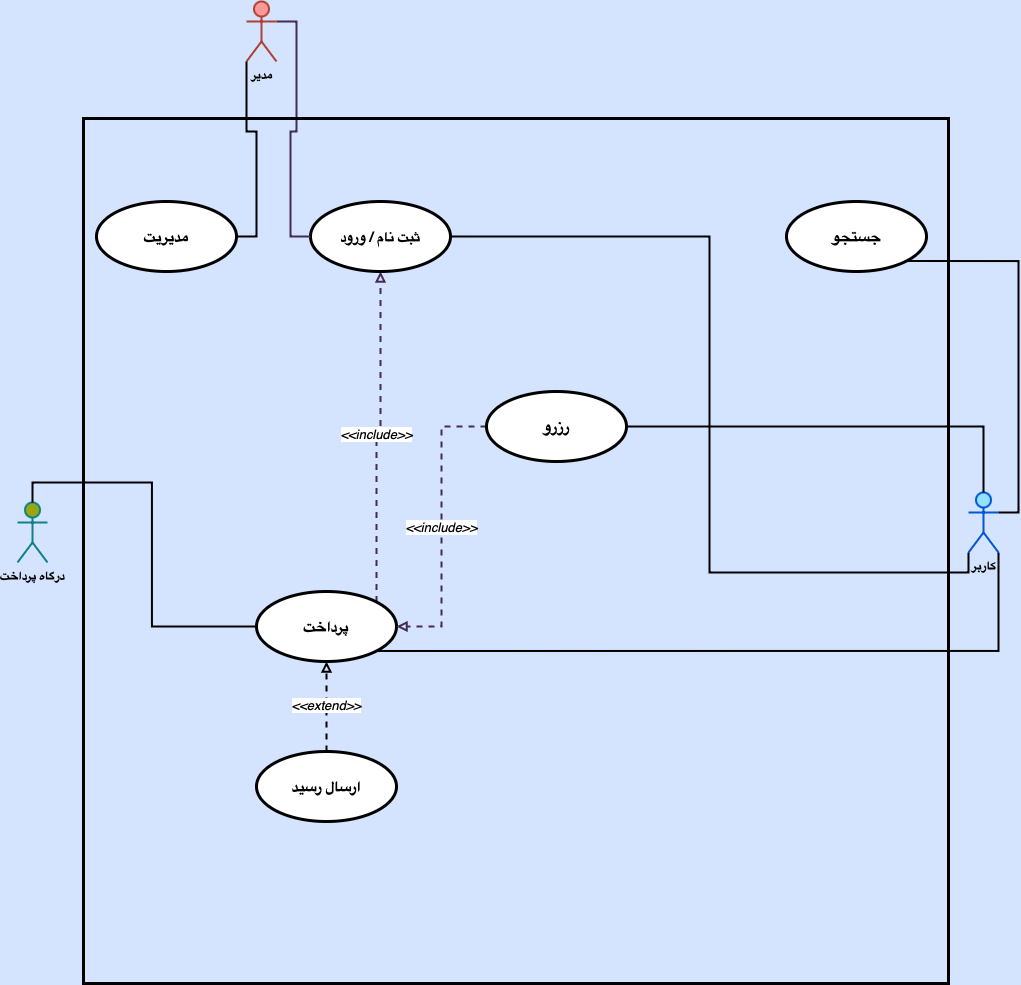 مدیر
مدیریت
ثبت نام / ورود
جستجو
رزرو
<<include>>
<<include>>
درگاه پرداخت
کاربر
پرداخت
<<extend>>
ارسال رسید